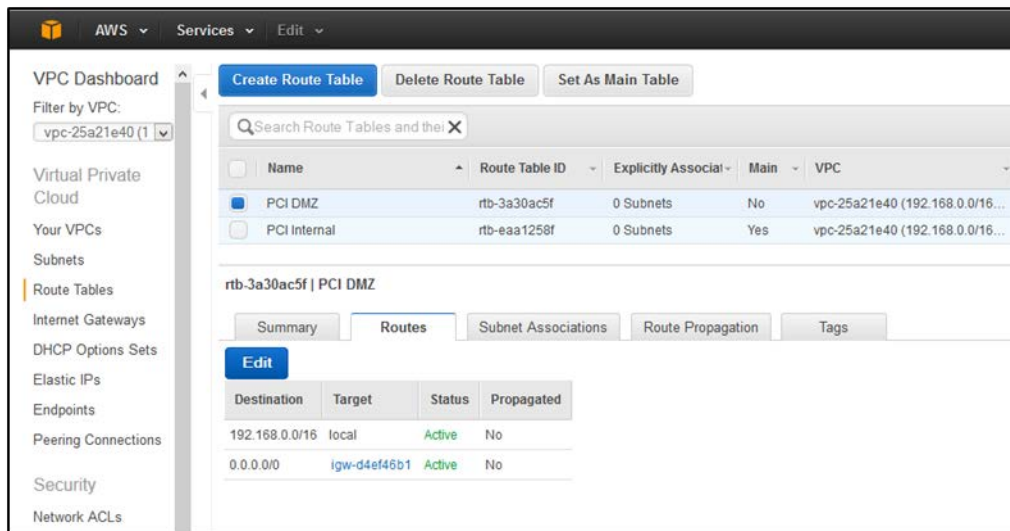 AWS Services Edit
VPC Dashboard
Filter by VPC:
vpc-25a21e40 (1
Virtual Private
Cloud
Your VPCs
Subnets
Route Tables
Internet Gateways
DHCP Options Sets
Elastic IPs
Endpoints
Peering Connections
Security
Network ACLs
Create Route Table Delete Route Table Set As Main Table
Search Route Tables and thei X
Name Route Table ID Explicitly Associat Main VPC
PCI DMZ rtb-3a30ac5f 0 Subnets No vpc-25a21e40 (192.168.0.0/16...
PCI Internal rtb-eaa1258f 0 Subnets Yes vpc-25a21e40 (192.168.0.0/16...
rtb-3a30ac5f | PCI DMZ
Summary Routes Subnet Associations Route Propagation Tags
Edit
Destination Target Status Propagated
192.168.0.0/16 local Active No
0.0.0.0/0 igw-d4ef46b1 Active No